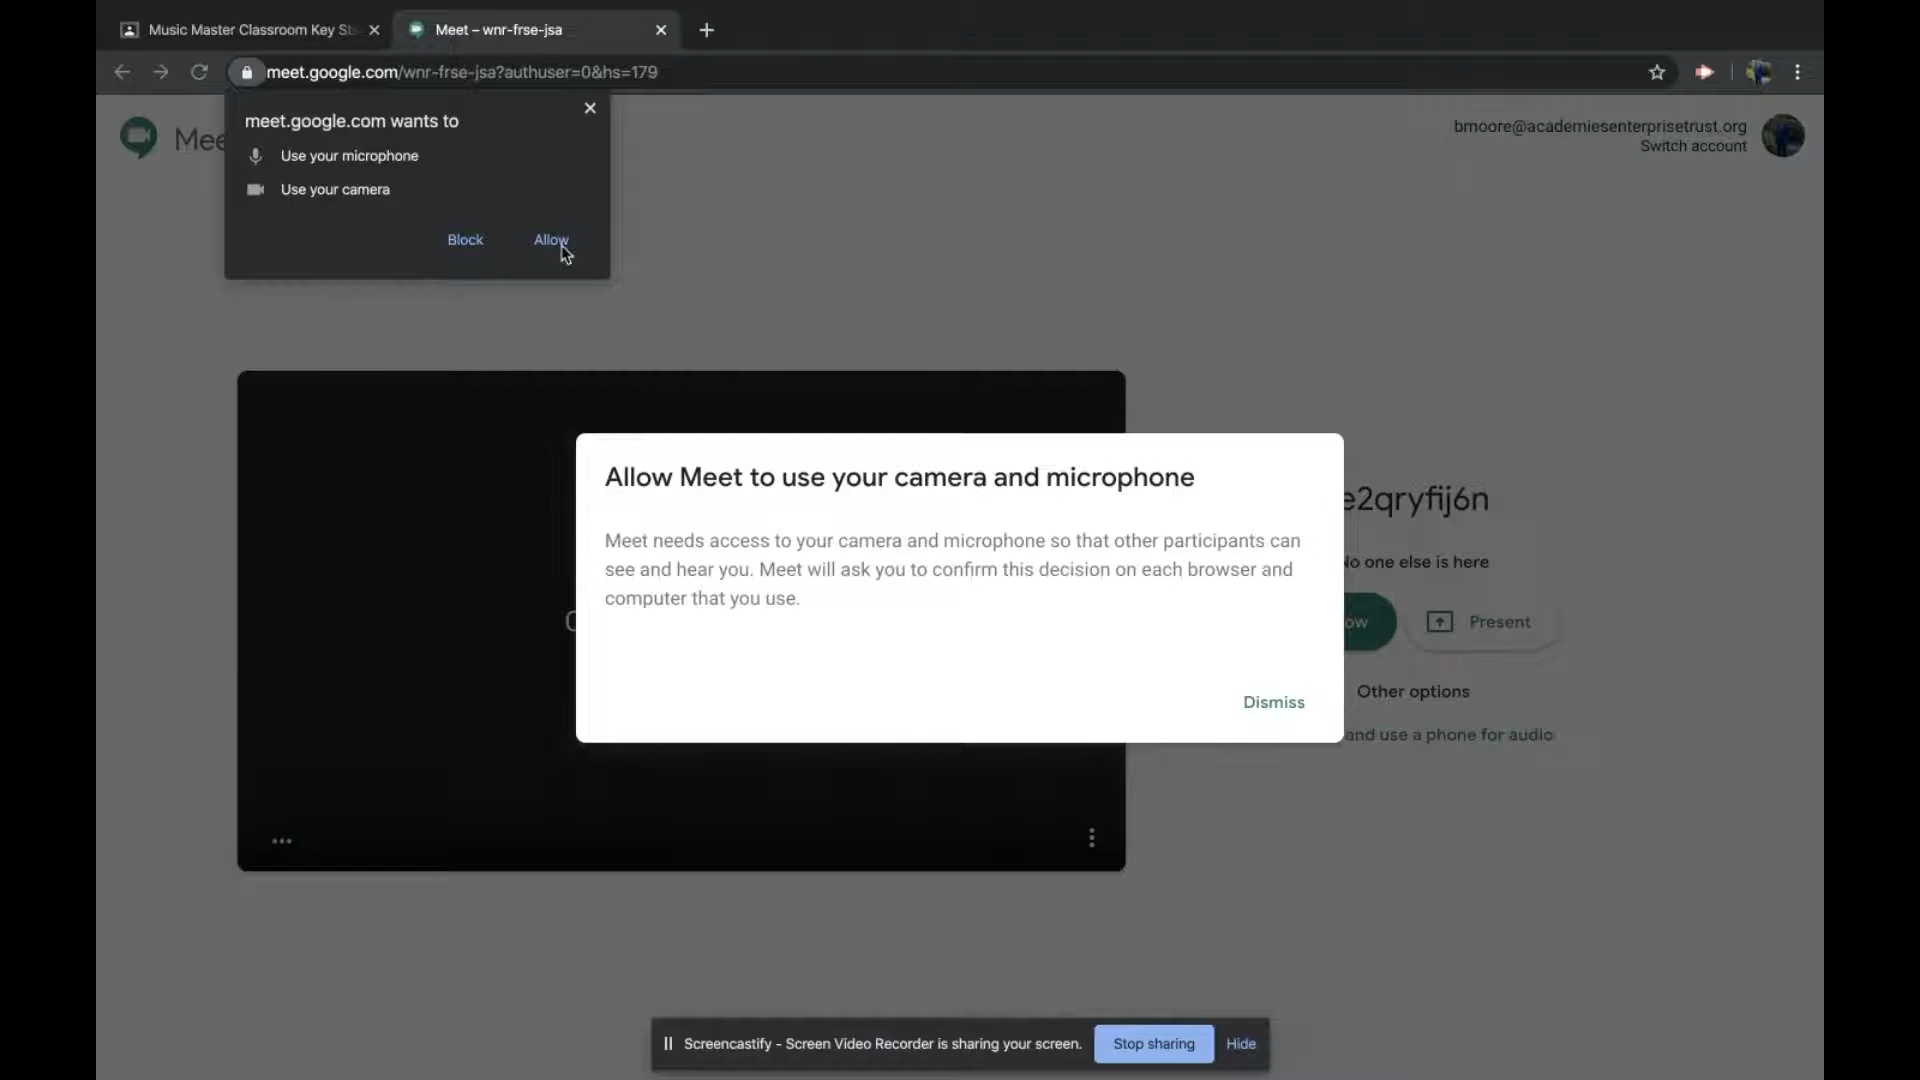 Music Master Classroom Key St
Meet – wnr-frse-jsa
meet.google.com/wnr-frse-jsa?authuser=0&hs=179
meet.google.com wants to
Use your microphone
Use your camera
Block
Allow
Mee
bmoore@academiesenterprisetrust.org
Switch account
Allow Meet to use your camera and microphone
Meet needs access to your camera and microphone so that other participants can
see and hear you. Meet will ask you to confirm this decision on each browser and
computer that you use.
Dismiss
e2qryfij6n
No one else is here
ow
Present
Other options
and use a phone for audio
Screencastify - Screen Video Recorder is sharing your screen.
Stop sharing
Hide